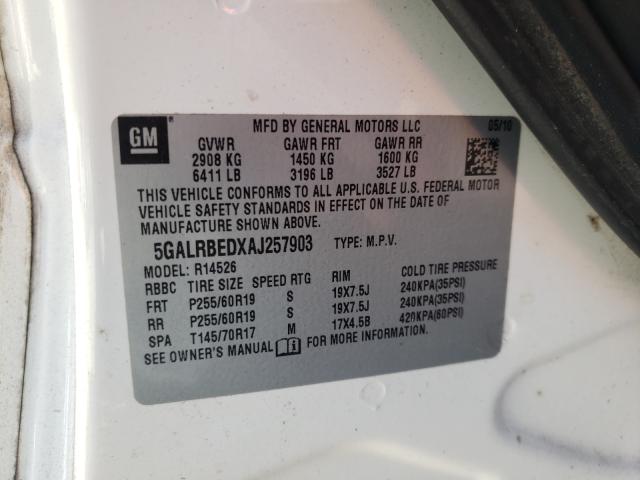 GM
MFD BY GENERAL MOTORS LLC 05/10
GVWR GAWR FRT GAWR RR
2908 KG 1450 KG 1600 KG
6411 LB 3196 LB 3527 LB
THIS VEHICLE CONFORMS TO ALL APPLICABLE U.S. FEDERAL MOTOR
VEHICLE SAFETY STANDARDS IN EFFECT ON THE DATE OF
MANUFACTURE SHOWN ABOVE.
5GALRBEDXAJ257903 TYPE: M.P.V.
MODEL: R14526
RBBC TIRE SIZE SPEED RTG RIM COLD TIRE PRESSURE
FRT P255/60R19 S 19X7.5J 240KPA(35PSI)
RR P255/60R19 S 19X7.5J 240KPA(35PSI)
SPA T145/70R17 M 17X4.5B 420KPA(60PSI)
SEE OWNER'S MANUAL FOR MORE INFORMATION.